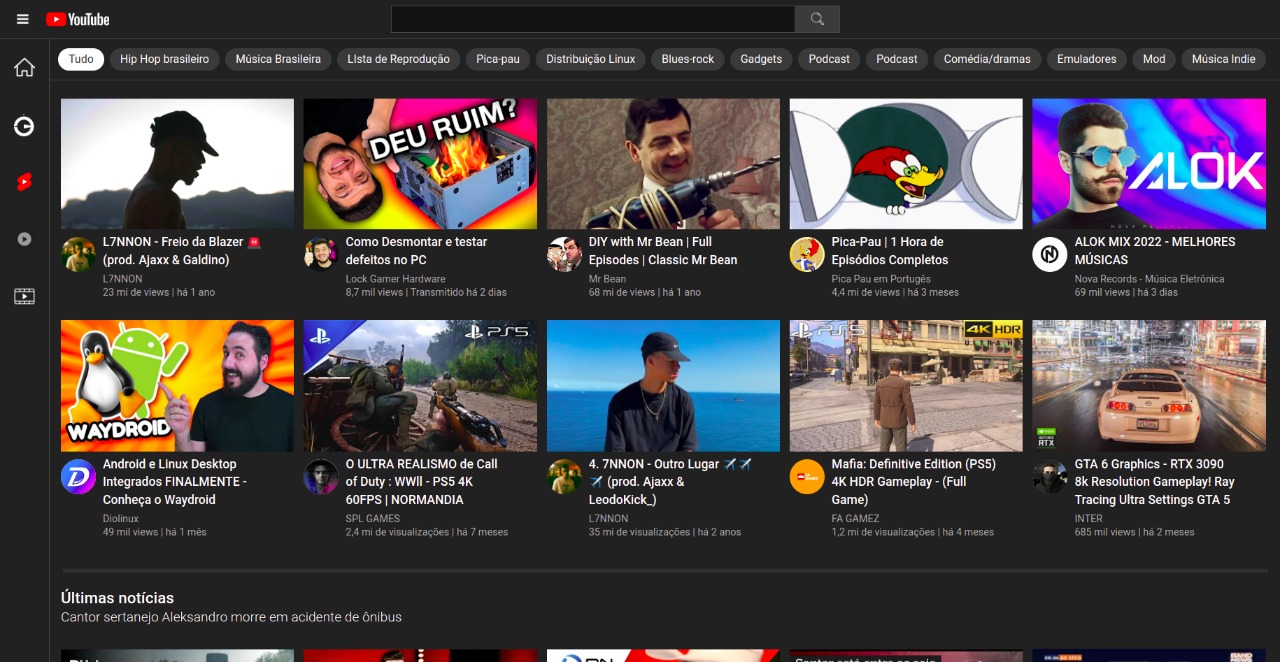 YouTube
Tudo
Hip Hop brasileiro
Música Brasileira
LIsta de Reprodução
Pica-pau
Distribuição Linux
Blues-rock
Gadgets
Podcast
Podcast
Comédia/dramas
Emuladores
Mod
Música Indie
DEU RUIM?
ALOK
NOVA RECORDS
L7NNON - Freio da Blazer 🚨
(prod. Ajaxx & Galdino)
L7NNON
23 mi de views | há 1 ano
Como Desmontar e testar
defeitos no PC
Lock Gamer Hardware
8,7 mil views | Transmitido há 2 dias
DIY with Mr Bean | Full
Episodes | Classic Mr Bean
Mr Bean
68 mi de views | há 1 ano
Pica-Pau | 1 Hora de
Episódios Completos
Pica Pau em Portugês
4,4 mi de views | há 3 meses
ALOK MIX 2022 - MELHORES
MÚSICAS
Nova Records - Música Eletrônica
69 mil views | há 3 dias
WAYDROID
PS5
PS5
4K HDR
RTX
Android e Linux Desktop
Integrados FINALMENTE -
Conheça o Waydroid
Diolinux
49 mil views | há 1 mês
O ULTRA REALISMO de Call
of Duty : WWll - PS5 4K
60FPS | NORMANDIA
SPL GAMES
2,4 mi de visualizações | há 7 meses
4. 7NNON - Outro Lugar ✈️ ✈️
✈️ (prod. Ajaxx &
LeodoKick_)
L7NNON
35 mi de visualizações | há 2 anos
Mafia: Definitive Edition (PS5)
4K HDR Gameplay - (Full
Game)
FA GAMEZ
1,2 mi de visualizações | há 4 meses
GTA 6 Graphics - RTX 3090
8k Resolution Gameplay! Ray
Tracing Ultra Settings GTA 5
INTER
685 mil views | há 2 meses
Últimas notícias
Cantor sertanejo Aleksandro morre em acidente de ônibus